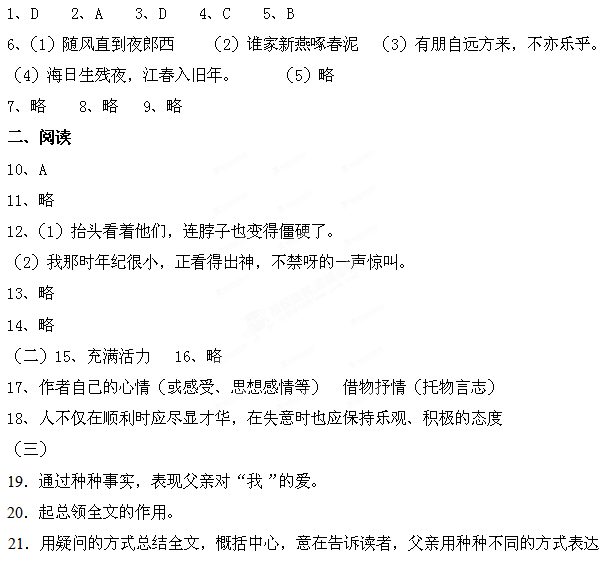 1、D 2、A 3、D 4、C 5、B
6、(1) 随风直到夜郎西 (2) 谁家新燕啄春泥 (3) 有朋自远方来，不亦乐乎。
(4) 海日生残夜，江春入旧年。 (5) 略
7、略 8、略 9、略
二、阅读
10、A
11、略
12、(1) 抬头看着他们，连脖子也变得僵硬了。
(2) 我那时年纪很小，正看得出神，不禁呀的一声惊叫。
13、略
14、略
(二) 15、充满活力 16、略
17、作者自己的心情（或感受、思想感情等） 借物抒情（托物言志）
18、人不仅在顺利时应尽显才华，在失意时也应保持乐观、积极的态度
(三)
19．通过种种事实，表现父亲对“我”的爱。
20．起总领全文的作用。
21．用疑问的方式总结全文，概括中心，意在告诉读者，父亲用种种不同的方式表达